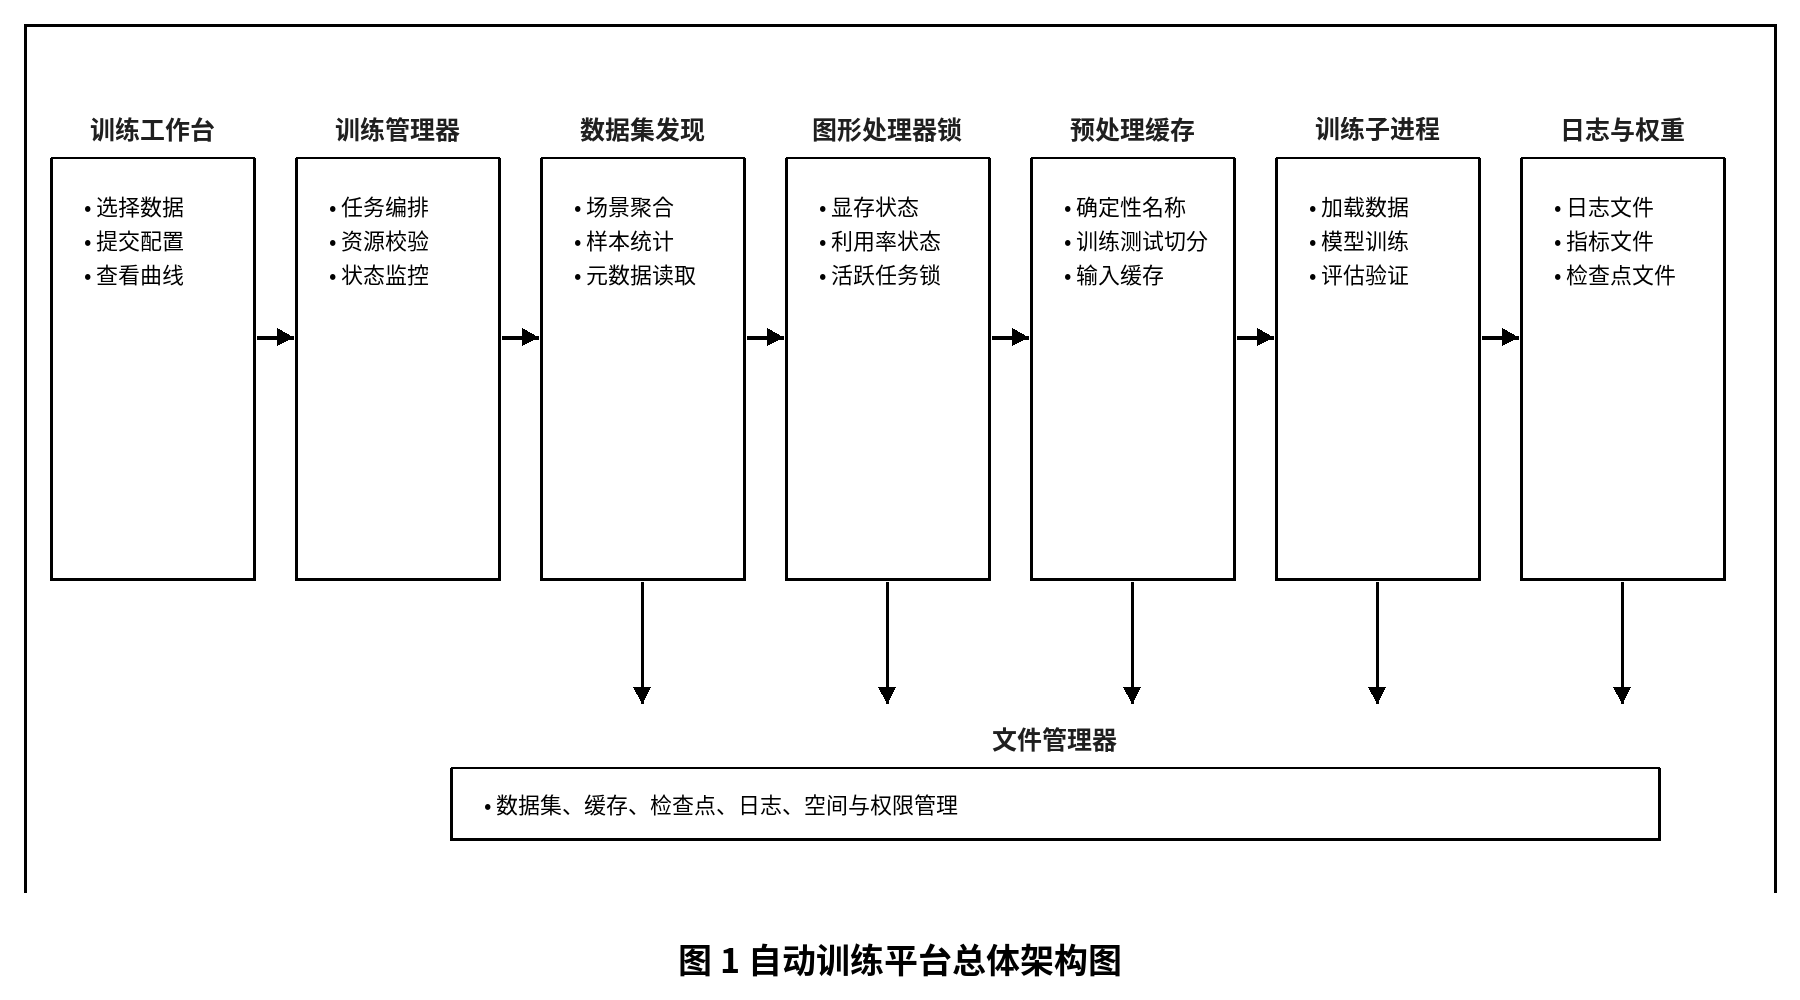 训练工作台
• 选择数据
• 提交配置
• 查看曲线
训练管理器
• 任务编排
• 资源校验
• 状态监控
数据集发现
• 场景聚合
• 样本统计
• 元数据读取
图形处理器锁
• 显存状态
• 利用率状态
• 活跃任务锁
预处理缓存
• 确定性名称
• 训练测试切分
• 输入缓存
训练子进程
• 加载数据
• 模型训练
• 评估验证
日志与权重
• 日志文件
• 指标文件
• 检查点文件
文件管理器
• 数据集、缓存、检查点、日志、空间与权限管理
图 1 自动训练平台总体架构图